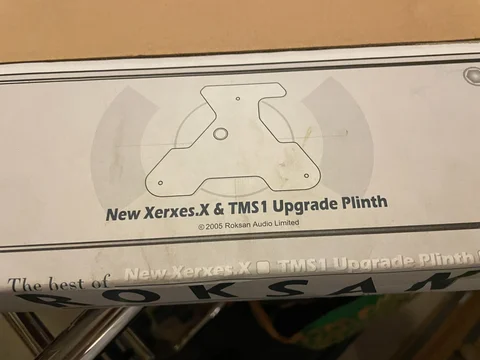 New Xerxes.X & TMS1 Upgrade Plinth
© 2005 Roksan Audio Limited
The best of New Xerxes.X TMS1 Upgrade Plinth
ROKSAN